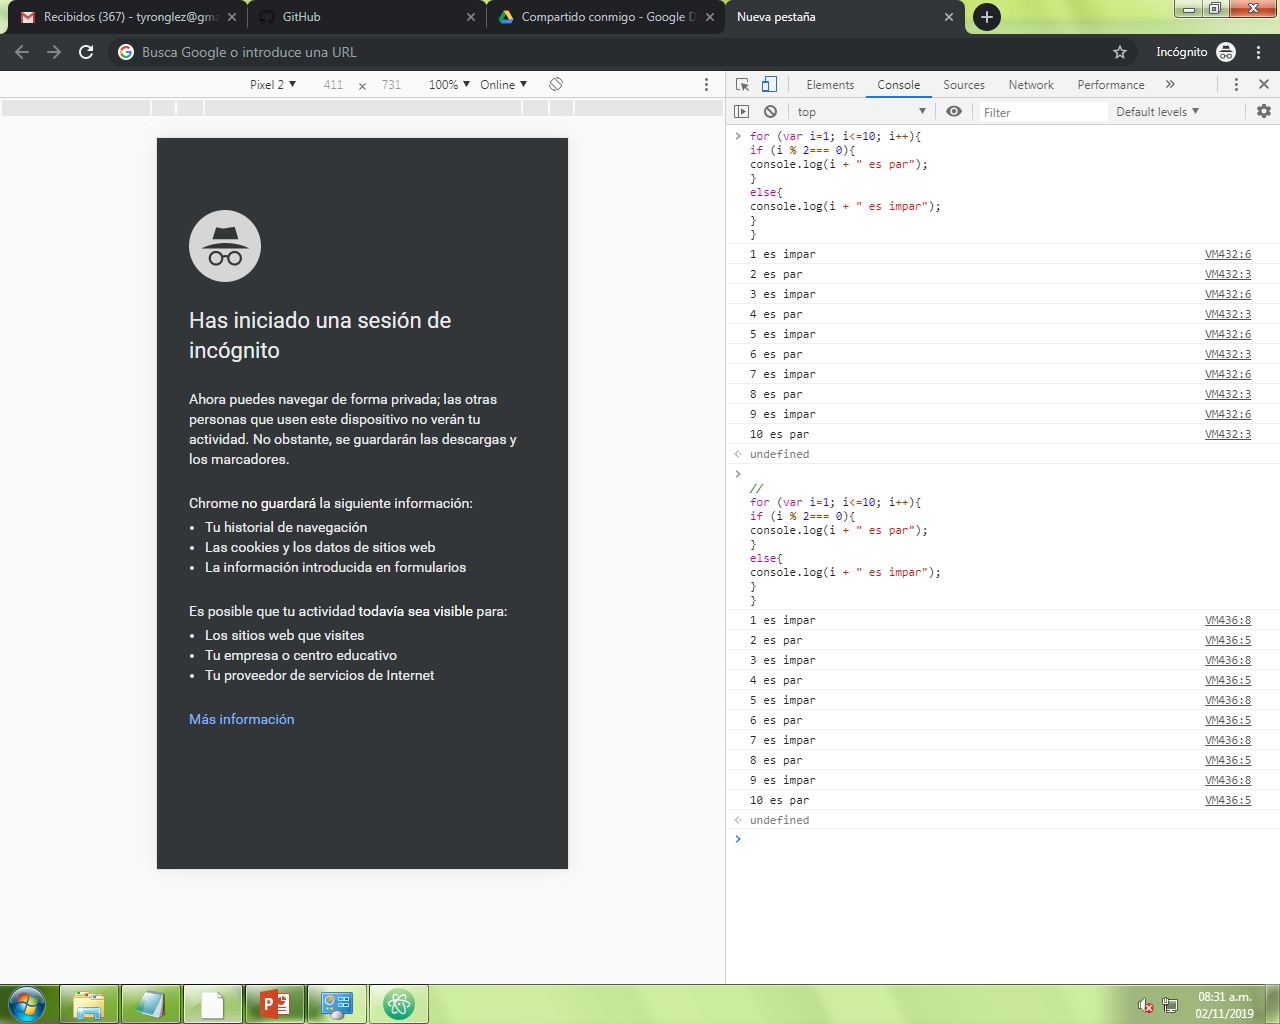 Recibidos (367) - tyronglez@gma
GitHub
Compartido conmigo - Google D
Nueva pestaña
Busca Google o introduce una URL
Incógnito
Pixel 2 ▼ 411 x 731 100% ▼ Online ▼
Elements Console Sources Network Performance »
top ▼ Filter Default levels ▼
Has iniciado una sesión de
incógnito
Ahora puedes navegar de forma privada; las otras
personas que usen este dispositivo no verán tu
actividad. No obstante, se guardarán las descargas y
los marcadores.
Chrome no guardará la siguiente información:
• Tu historial de navegación
• Las cookies y los datos de sitios web
• La información introducida en formularios
Es posible que tu actividad todavía sea visible para:
• Los sitios web que visites
• Tu empresa o centro educativo
• Tu proveedor de servicios de Internet
Más información
> for (var i=1; i<=10; i++){
if (i % 2=== 0){
console.log(i + " es par");
}
else{
console.log(i + " es impar");
}
}
1 es impar VM432:6
2 es par VM432:3
3 es impar VM432:6
4 es par VM432:3
5 es impar VM432:6
6 es par VM432:3
7 es impar VM432:6
8 es par VM432:3
9 es impar VM432:6
10 es par VM432:3
undefined
>
//
for (var i=1; i<=10; i++){
if (i % 2=== 0){
console.log(i + " es par");
}
else{
console.log(i + " es impar");
}
}
1 es impar VM436:8
2 es par VM436:5
3 es impar VM436:8
4 es par VM436:5
5 es impar VM436:8
6 es par VM436:5
7 es impar VM436:8
8 es par VM436:5
9 es impar VM436:8
10 es par VM436:5
undefined
>
08:31 a.m.
02/11/2019